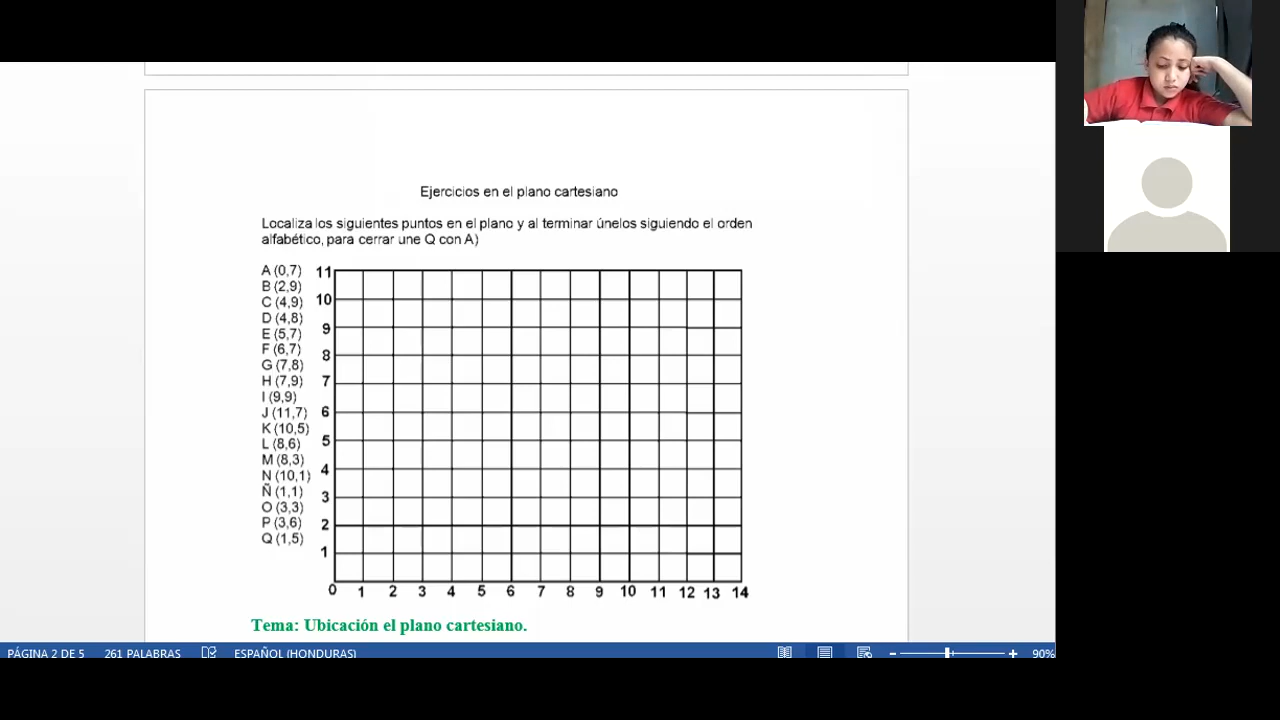 Ejercicios en el plano cartesiano
Localiza los siguientes puntos en el plano y al terminar únelos siguiendo el orden
alfabético, para cerrar une Q con A)
A (0,7)
B (2,9)
C (4,9)
D (4,8)
E (5,7)
F (6,7)
G (7,8)
H (7,9)
I (9,9)
J (11,7)
K (10,5)
L (8,6)
M (8,3)
N (10,1)
Ñ (1,1)
O (3,3)
P (3,6)
Q (1,5)
11
10
9
8
7
6
5
4
3
2
1
0 1 2 3 4 5 6 7 8 9 10 11 12 13 14
Tema: Ubicación el plano cartesiano.
PÁGINA 2 DE 5 261 PALABRAS ESPAÑOL (HONDURAS) 90%